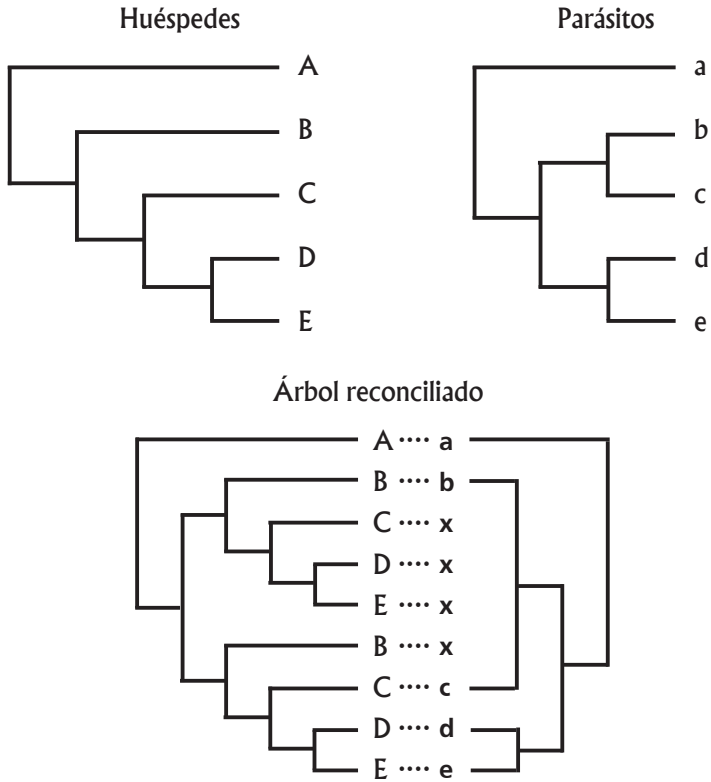 Huéspedes
Parásitos
A
B
C
D
E
a
b
c
d
e
Árbol reconciliado
A .... a
B .... b
C .... x
D .... x
E .... x
B .... x
C .... c
D .... d
E .... e